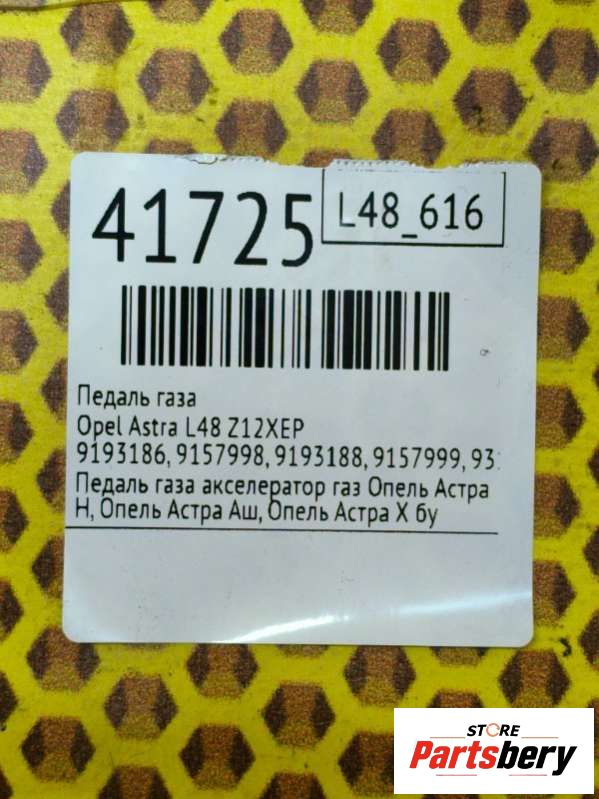 41725
L48_616
Педаль газа
Opel Astra L48 Z12XEP
9193186, 9157998, 9193188, 9157999, 93
Педаль газа акселератор газ Опель Астра
Н, Опель Астра Аш, Опель Астра Х бу
STORE
Partsbery